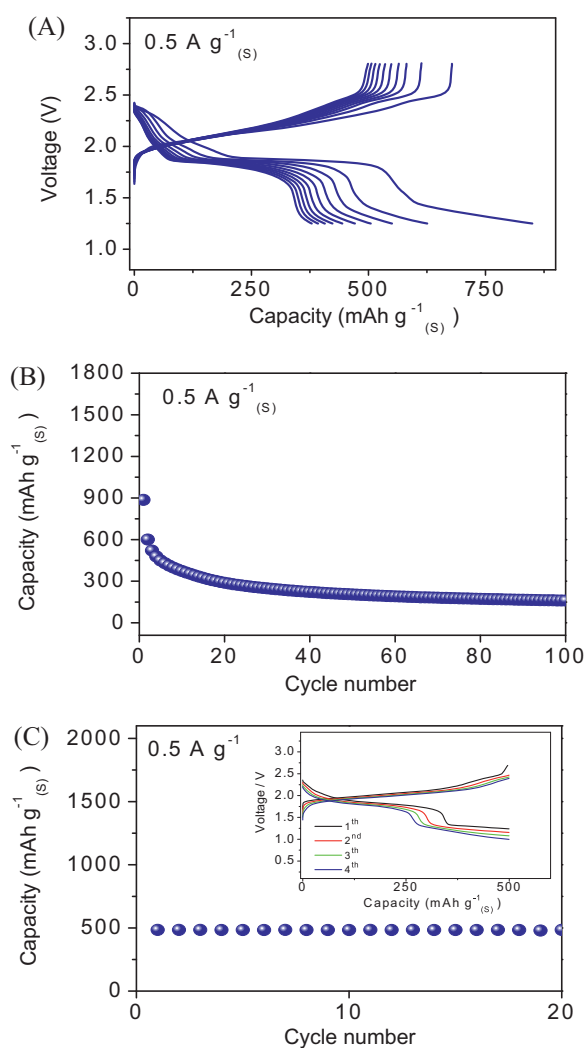 (A)
0.5 A g-1(S)
3.0
2.5
2.0
1.5
1.0
Voltage (V)
0 250 500 750
Capacity (mAh g-1(S) )
(B)
0.5 A g-1(S)
1800
1500
1200
900
600
300
0
Capacity (mAh g-1(S) )
0 20 40 60 80 100
Cycle number
(C)
0.5 A g-1
2000
1500
1000
500
0
Capacity (mAh g-1(S))
3.0
2.5
2.0
1.5
1.0
0.5
Voltage / V
1th
2nd
3th
4th
0 250 500
Capacity (mAh g-1(S))
0 10 20
Cycle number